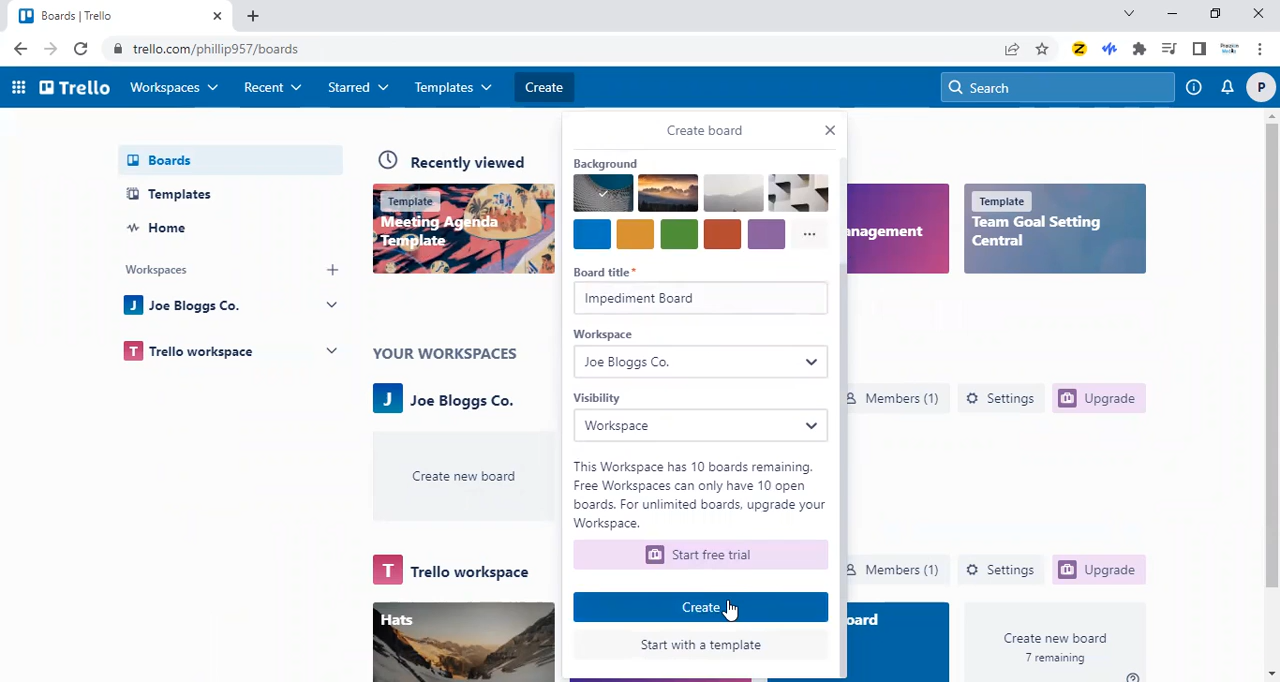 Boards | Trello
trello.com/phillip957/boards
Trello
Workspaces
Recent
Starred
Templates
Create
Search
P
Boards
Templates
Home
Workspaces
J Joe Bloggs Co.
T Trello workspace
Recently viewed
Template
Meeting Agenda
Template
nagement
Template
Team Goal Setting
Central
YOUR WORKSPACES
J Joe Bloggs Co.
Members (1)
Settings
Upgrade
Create new board
T Trello workspace
Members (1)
Settings
Upgrade
Hats
oard
Create new board
7 remaining
Create board
Background
Board title*
Impediment Board
Workspace
Joe Bloggs Co.
Visibility
Workspace
This Workspace has 10 boards remaining.
Free Workspaces can only have 10 open
boards. For unlimited boards, upgrade your
Workspace.
Start free trial
Create
Start with a template